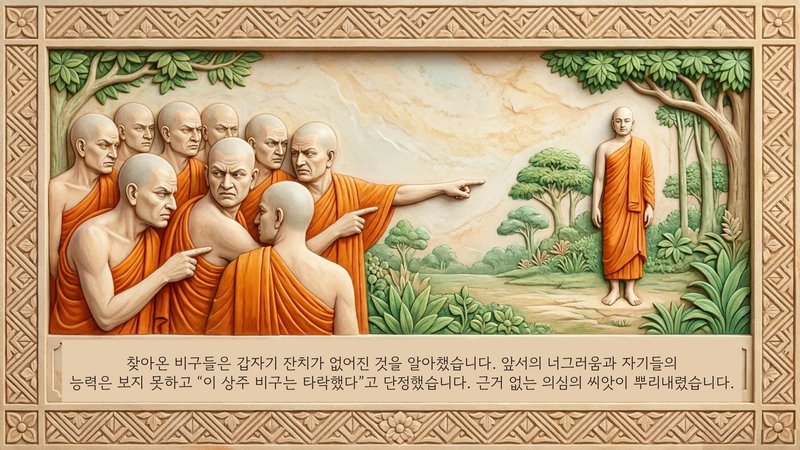 찾아온 비구들은 갑자기 잔치가 없어진 것을 알아챘습니다. 앞서의 너그러움과 자기들의
능력은 보지 못하고 “이 상주 비구는 타락했다”고 단정했습니다. 근거 없는 의심의 씨앗이 뿌리내렸습니다.